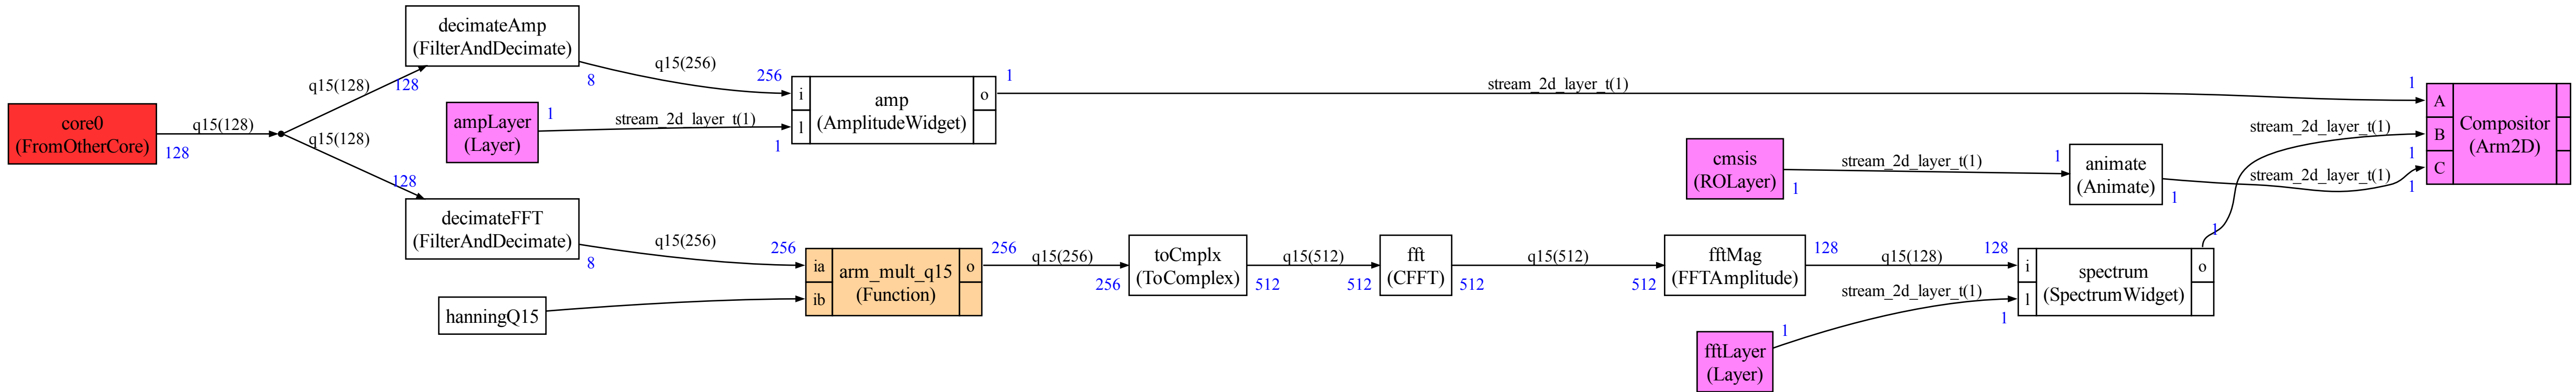 core0
(FromOtherCore)
128
q15(128)
q15(128)
q15(128)
128
128
decimateAmp
(FilterAndDecimate)
8
q15(256)
256
ampLayer
(Layer)
1
stream_2d_layer_t(1)
1
i
l
amp
(AmplitudeWidget)
o
1
stream_2d_layer_t(1)
1
decimateFFT
(FilterAndDecimate)
8
q15(256)
256
hanningQ15
ia
ib
arm_mult_q15
(Function)
o
256
q15(256)
256
toCmplx
(ToComplex)
512
q15(512)
512
fft
(CFFT)
512
q15(512)
512
fftMag
(FFTAmplitude)
128
q15(128)
128
fftLayer
(Layer)
1
stream_2d_layer_t(1)
1
i
l
spectrum
(SpectrumWidget)
o
1
stream_2d_layer_t(1)
1
cmsis
(ROLayer)
1
stream_2d_layer_t(1)
1
animate
(Animate)
1
stream_2d_layer_t(1)
1
A
B
C
Compositor
(Arm2D)